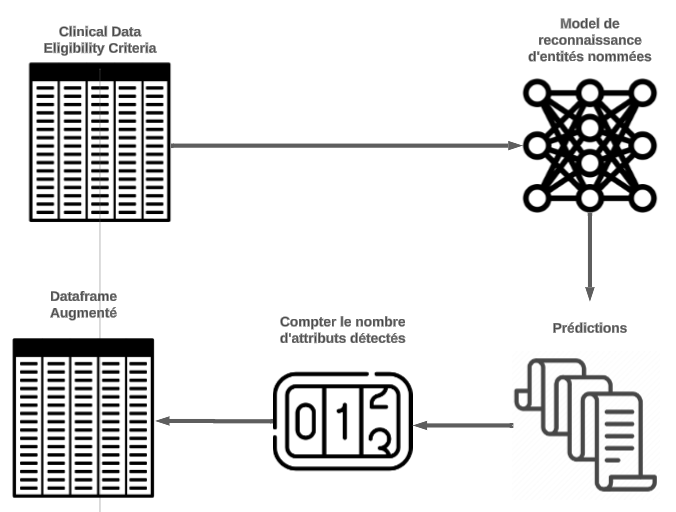 Clinical Data
Eligibility Criteria
Model de
reconnaissance
d'entités nommées
Dataframe
Augmenté
Compter le nombre
d'attributs détectés
Prédictions
0 1 2
3